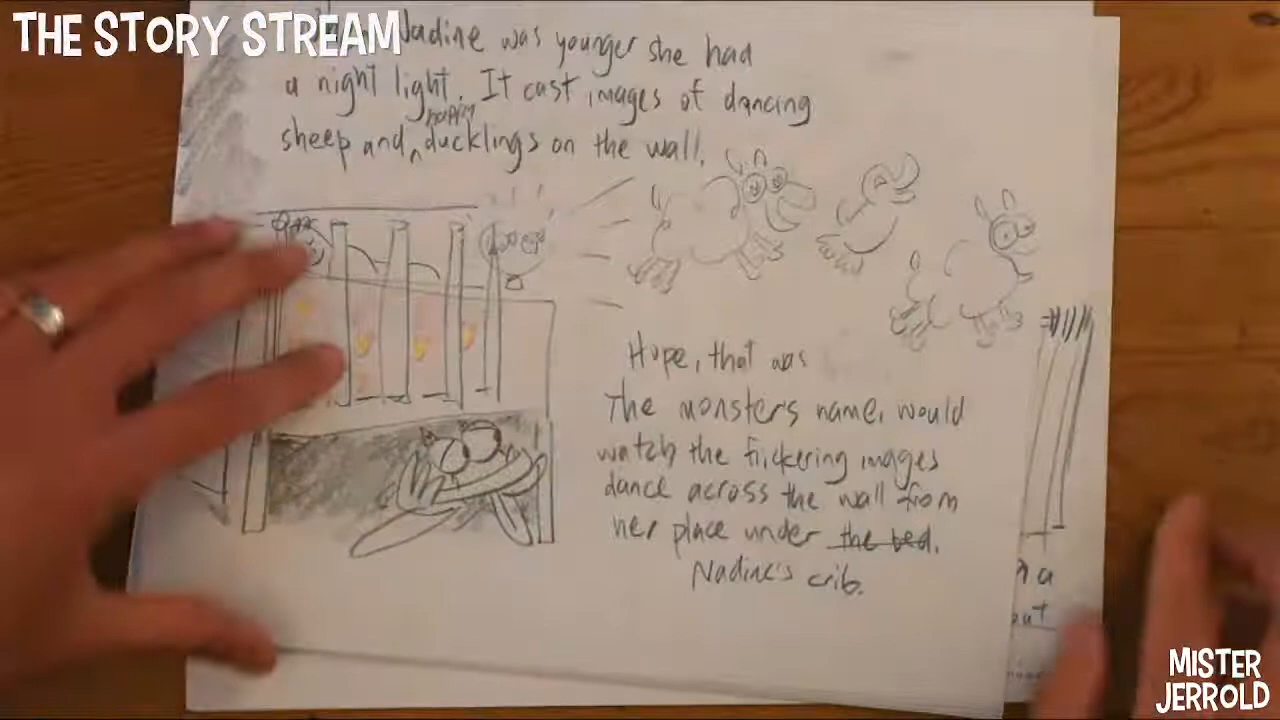 THE STORY STREAM
Nadine was younger she had
a night light. It cast images of dancing
happy
sheep and ducklings on the wall.
Hope, that was
The monster's name, would
watch the flickering images
dance across the wall from
her place under the bed.
Nadine's crib.
a
out
MISTER
JERROLD